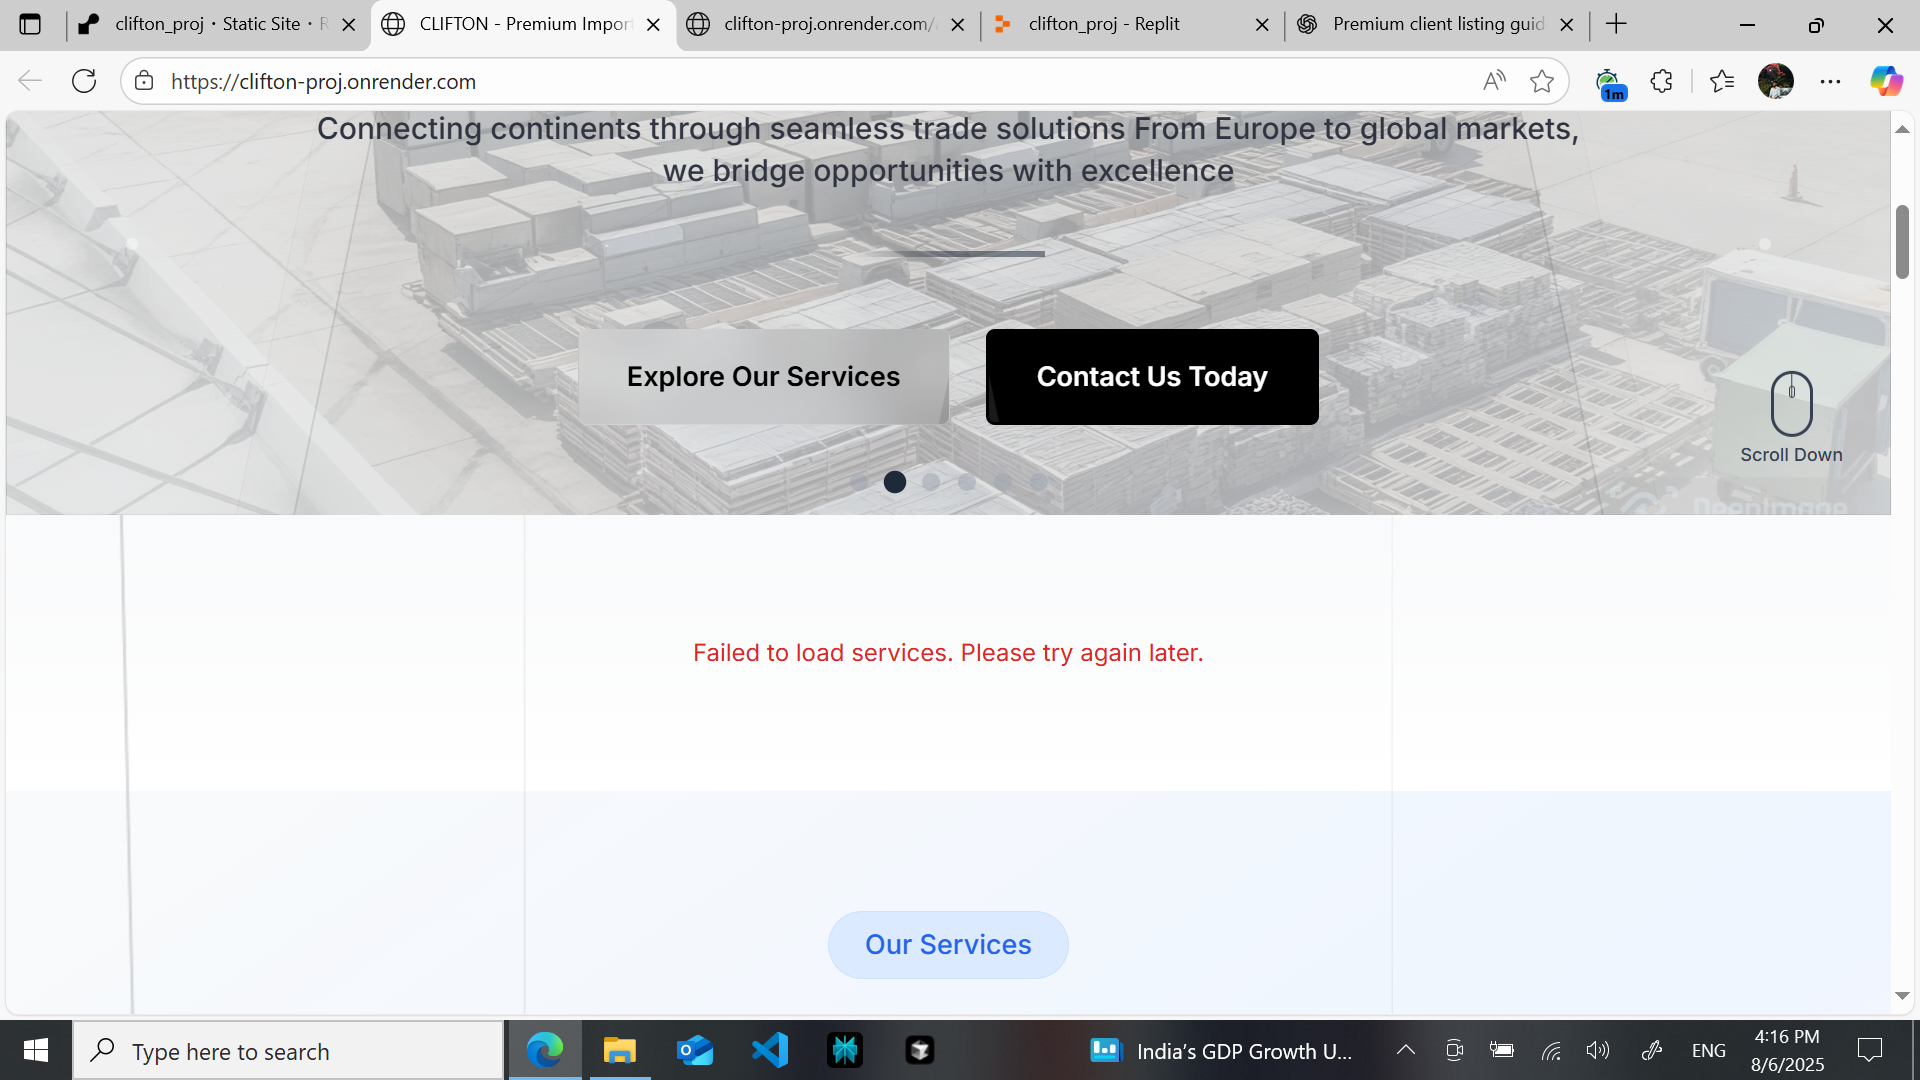 clifton_proj · Static Site · R
CLIFTON - Premium Impor
clifton-proj.onrender.com/
clifton_proj - Replit
Premium client listing guid
https://clifton-proj.onrender.com
1m
Connecting continents through seamless trade solutions From Europe to global markets,
we bridge opportunities with excellence
Explore Our Services
Contact Us Today
Scroll Down
DeepImage
Failed to load services. Please try again later.
Our Services
Type here to search
India's GDP Growth U...
ENG
4:16 PM
8/6/2025